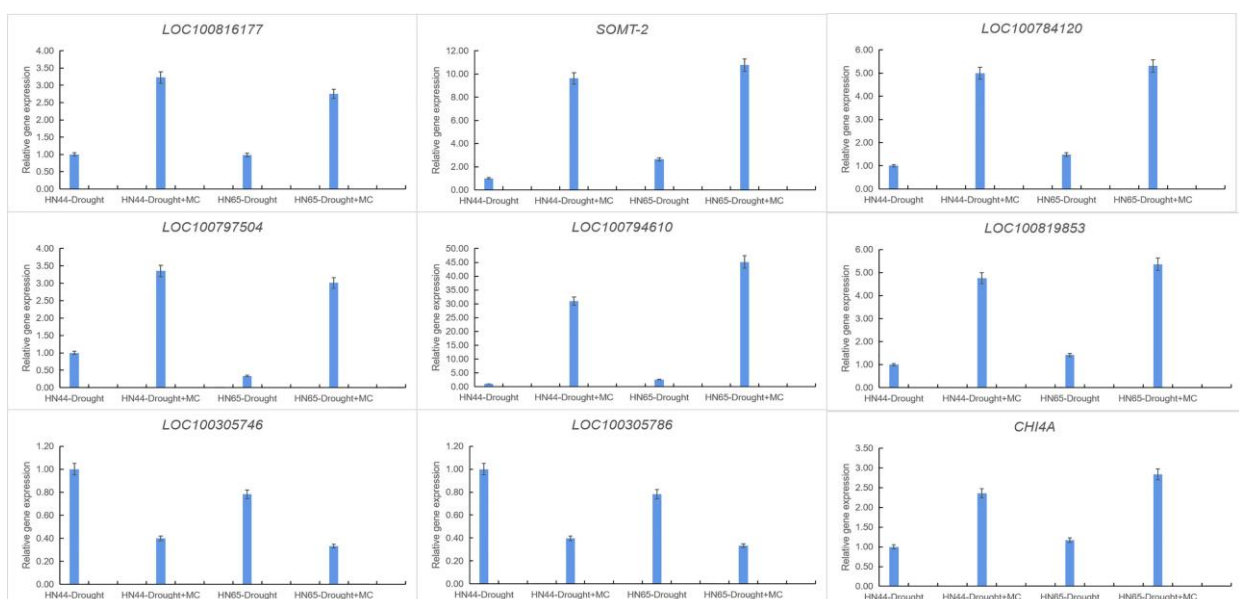 LOC100816177
Relative gene expression
4.00
3.50
3.00
2.50
2.00
1.50
1.00
0.50
0.00
HN44-Drought HN44-Drought+MC HN65-Drought HN65-Drought+MC
SOMT-2
Relative gene expression
12.00
10.00
8.00
6.00
4.00
2.00
0.00
HN44-Drought HN44-Drought+MC HN65-Drought HN65-Drought+MC
LOC100784120
Relative gene expression
6.00
5.00
4.00
3.00
2.00
1.00
0.00
HN44-Drought HN44-Drought+MC HN65-Drought HN65-Drought+MC
LOC100797504
Relative gene expression
4.00
3.50
3.00
2.50
2.00
1.50
1.00
0.50
0.00
HN44-Drought HN44-Drought+MC HN65-Drought HN65-Drought+MC
LOC100794610
Relative gene expression
50.00
45.00
40.00
35.00
30.00
25.00
20.00
15.00
10.00
5.00
0.00
HN44-Drought HN44-Drought+MC HN65-Drought HN65-Drought+MC
LOC100819853
Relative gene expression
6.00
5.00
4.00
3.00
2.00
1.00
0.00
HN44-Drought HN44-Drought+MC HN65-Drought HN65-Drought+MC
LOC100305746
Relative gene expression
1.20
1.00
0.80
0.60
0.40
0.20
0.00
HN44-Drought HN44-Drought+MC HN65-Drought HN65-Drought+MC
LOC100305786
Relative gene expression
1.20
1.00
0.80
0.60
0.40
0.20
0.00
HN44-Drought HN44-Drought+MC HN65-Drought HN65-Drought+MC
CHI4A
Relative gene expression
3.50
3.00
2.50
2.00
1.50
1.00
0.50
0.00
HN44-Drought HN44-Drought+MC HN65-Drought HN65-Drought+MC